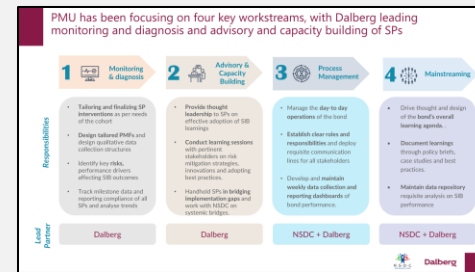 PMU has been focusing on four key workstreams, with Dalberg leading
monitoring and diagnosis and advisory and capacity building of SPs
1
Monitoring
& diagnosis
2
Advisory &
Capacity
Building
3
Process
Management
4
Mainstreaming
Responsibilities
• Tailoring and finalizing SP
interventions as per needs
of the cohort
• Design tailored PMFs and
design qualitative data
collection structures
• Identify key risks,
performance drivers
affecting SIB outcomes
• Track milestone data and
reporting compliance of all
SPs and analyse trends
• Provide thought
leadership to SPs on
effective adoption of SIB
learnings
• Conduct learning sessions
with pertinent
stakeholders on risk
mitigation strategies,
innovations and adopting
best practices.
• Handhold SPs in bridging
implementation gaps and
work with NSDC on
systemic bridges.
• Manage the day to day
operations of the bond
• Establish clear roles and
responsibilities and deploy
requisite communication
lines for all stakeholders
• Develop and maintain
weekly data collection and
reporting dashboards of
bond performance.
• Drive thought and design
of the bond's overall
learning agenda.
• Document learnings
through policy briefs,
case studies and best
practices.
• Maintain data repository
requisite analysts on SIB
performance
Lead
Partner
Dalberg
Dalberg
NSDC + Dalberg
NSDC + Dalberg
N·S·D·C
Dalberg